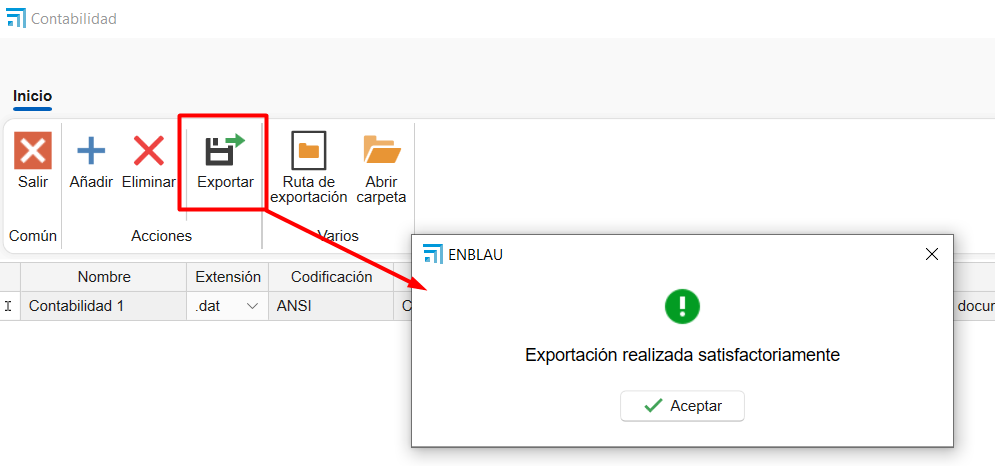 Contabilidad
Inicio
Salir
Añadir
Eliminar
Exportar
Ruta de
exportación
Abrir
carpeta
Común
Acciones
Varios
Nombre
Extensión
Codificación
Contabilidad 1
.dat
ANSI
ENBLAU
Exportación realizada satisfactoriamente
Aceptar